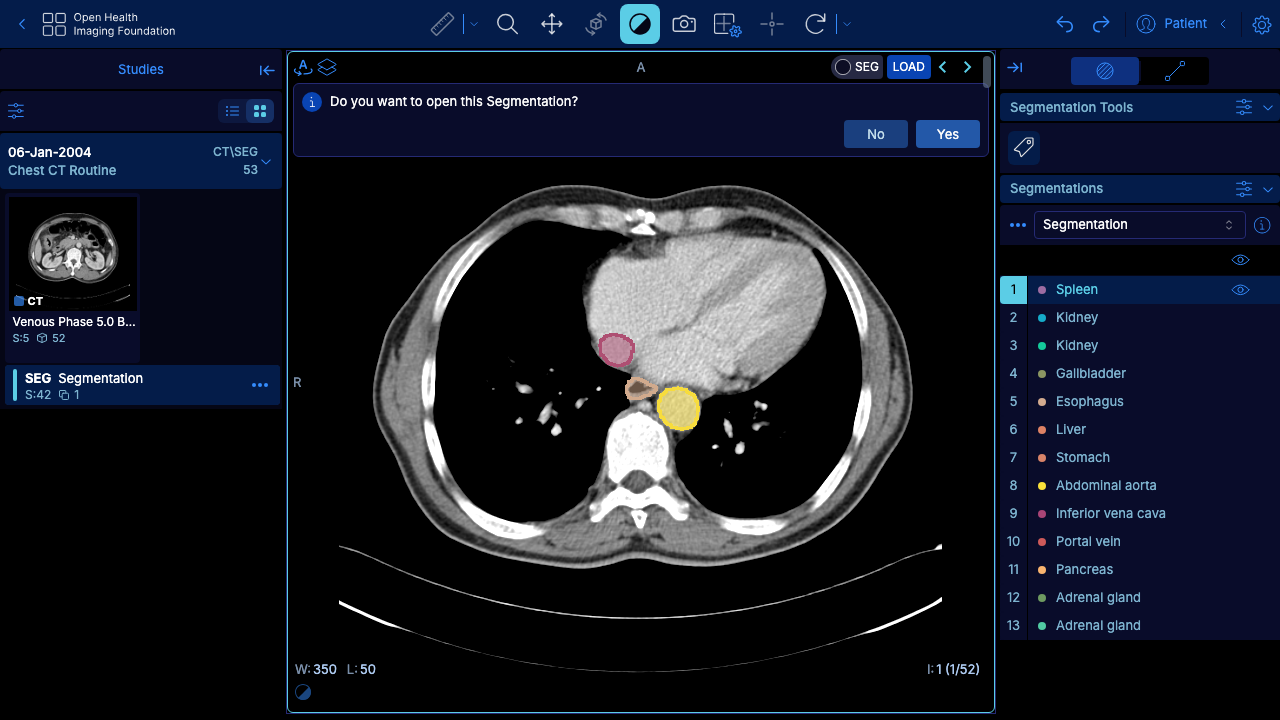 Open Health
Imaging Foundation
Patient
Studies
06-Jan-2004
CT\SEG
Chest CT Routine
53
CT
Venous Phase 5.0 B...
S:5 52
SEG Segmentation
S:42 1
A
A
SEG
LOAD
Do you want to open this Segmentation?
No
Yes
R
W: 350 L: 50
I: 1 (1/52)
Segmentation Tools
Segmentations
Segmentation
1 Spleen
2 Kidney
3 Kidney
4 Gallbladder
5 Esophagus
6 Liver
7 Stomach
8 Abdominal aorta
9 Inferior vena cava
10 Portal vein
11 Pancreas
12 Adrenal gland
13 Adrenal gland